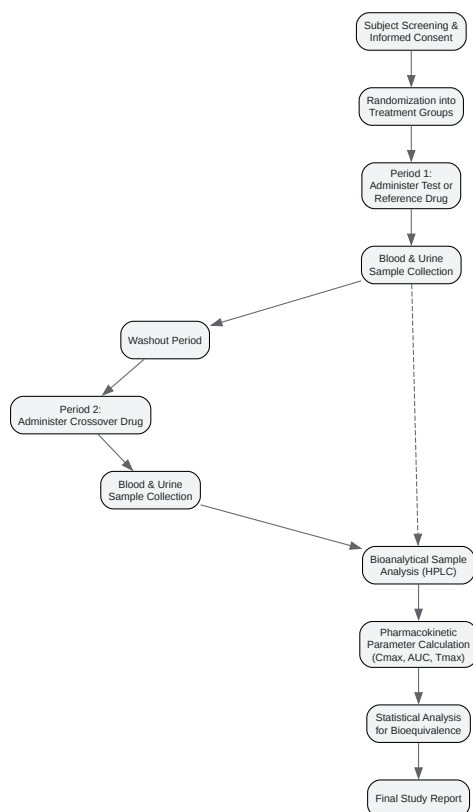 Subject Screening &
Informed Consent
Randomization into
Treatment Groups
Period 1:
Administer Test or
Reference Drug
Blood & Urine
Sample Collection
Washout Period
Period 2:
Administer Crossover Drug
Blood & Urine
Sample Collection
Bioanalytical Sample
Analysis (HPLC)
Pharmacokinetic
Parameter Calculation
(Cmax, AUC, Tmax)
Statistical Analysis
for Bioequivalence
Final Study Report